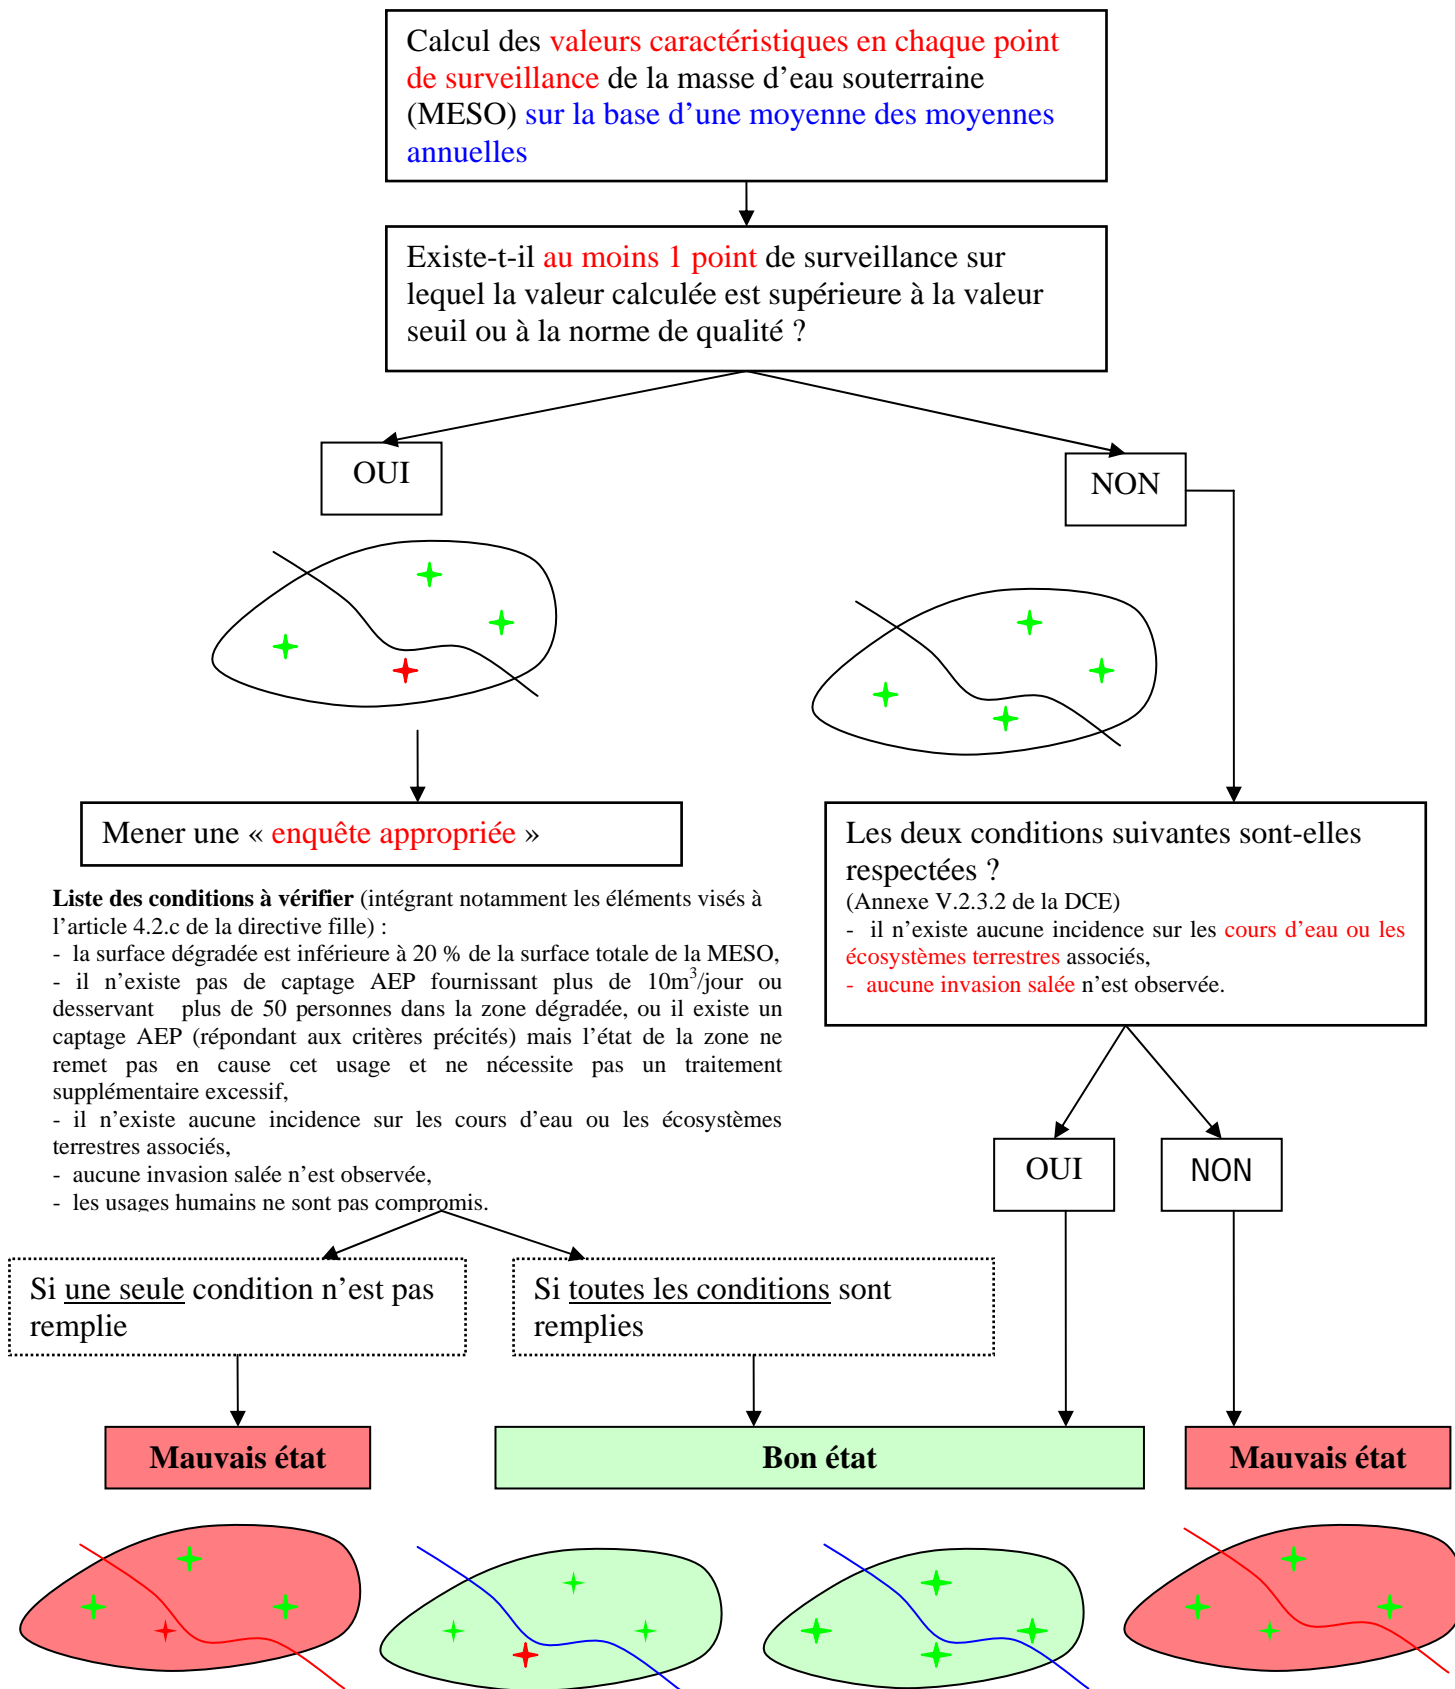 Calcul des valeurs caractéristiques en chaque point
de surveillance de la masse d’eau souterraine
(MESO) sur la base d’une moyenne des moyennes
annuelles
Existe-t-il au moins 1 point de surveillance sur
lequel la valeur calculée est supérieure à la valeur
seuil ou à la norme de qualité ?
OUI
NON
Mener une « enquête appropriée »
Liste des conditions à vérifier (intégrant notamment les éléments visés à
l’article 4.2.c de la directive fille) :
- la surface dégradée est inférieure à 20 % de la surface totale de la MESO,
- il n’existe pas de captage AEP fournissant plus de 10m³/jour ou
desservant plus de 50 personnes dans la zone dégradée, ou il existe un
captage AEP (répondant aux critères précités) mais l’état de la zone ne
remet pas en cause cet usage et ne nécessite pas un traitement
supplémentaire excessif,
- il n’existe aucune incidence sur les cours d’eau ou les écosystèmes
terrestres associés,
- aucune invasion salée n’est observée,
- les usages humains ne sont pas compromis.
Les deux conditions suivantes sont-elles
respectées ?
(Annexe V.2.3.2 de la DCE)
- il n’existe aucune incidence sur les cours d’eau ou les
écosystèmes terrestres associés,
- aucune invasion salée n’est observée.
OUI
NON
Si une seule condition n’est pas
remplie
Si toutes les conditions sont
remplies
Mauvais état
Bon état
Mauvais état